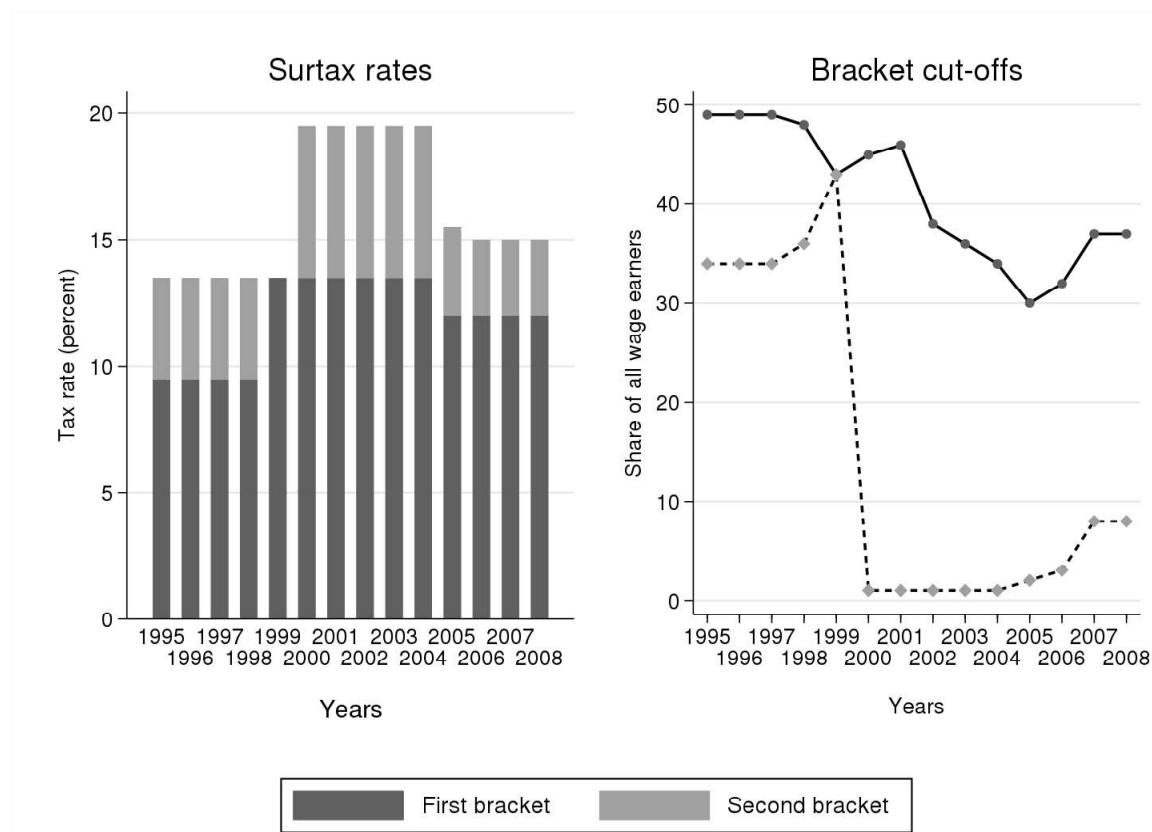 Surtax rates
Tax rate (percent)
20
15
10
5
0
1995 1997 1999 2001 2003 2005 2007
1996 1998 2000 2002 2004 2006 2008
Years
Bracket cut-offs
Share of all wage earners
50
40
30
20
10
0
1995 1997 1999 2001 2003 2005 2007
1996 1998 2000 2002 2004 2006 2008
Years
First bracket
Second bracket